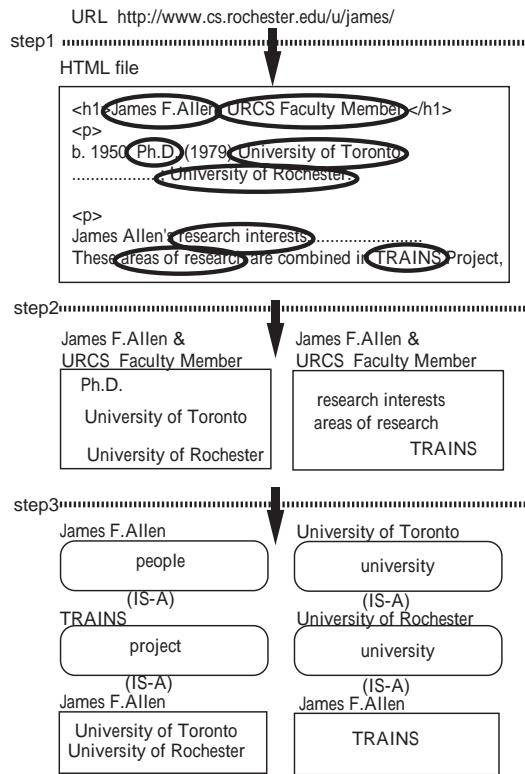 URL http://www.cs.rochester.edu/u/james/
step1
HTML file
<h1>James F.Allen URCS Faculty Member </h1>
<p>
b. 1950 Ph.D. (1979) University of Toronto
..................... : University of Rochester.
<p>
James Allen's research interests ........................
These areas of research are combined in TRAINS Project,
step2
James F.Allen &
URCS Faculty Member
Ph.D.
University of Toronto
University of Rochester
James F.Allen &
URCS Faculty Member
research interests
areas of research
TRAINS
step3
James F.Allen
people
(IS-A)
University of Toronto
university
(IS-A)
TRAINS
project
(IS-A)
University of Rochester
university
(IS-A)
James F.Allen
University of Toronto
University of Rochester
James F.Allen
TRAINS